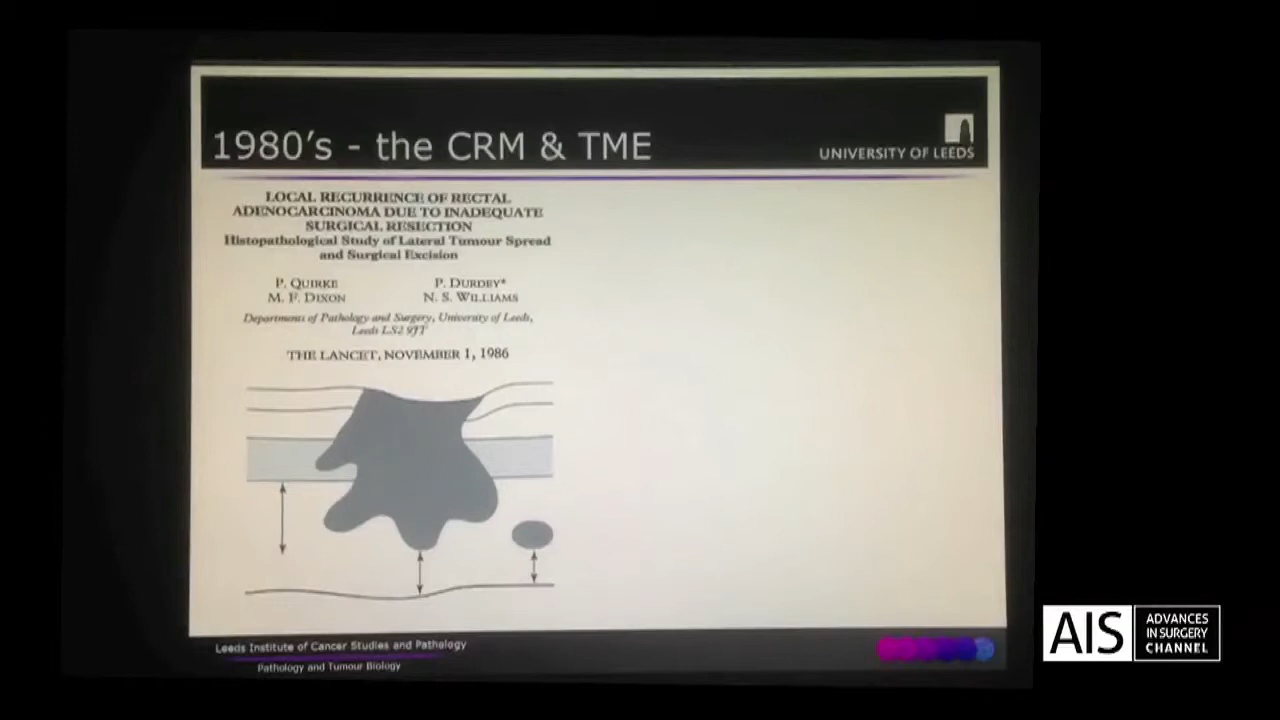 1980's - the CRM & TME
UNIVERSITY OF LEEDS
LOCAL RECURRENCE OF RECTAL
ADENOCARCINOMA DUE TO INADEQUATE
SURGICAL RESECTION
Histopathological Study of Lateral Tumour Spread
and Surgical Excision
P. QUIRKE P. DURDEY*
M. F. DIXON N. S. WILLIAMS
Departments of Pathology and Surgery, University of Leeds,
Leeds LS2 9JT
THE LANCET, NOVEMBER 1, 1986
Leeds Institute of Cancer Studies and Pathology
Pathology and Tumour Biology
AIS
ADVANCES
IN SURGERY
CHANNEL